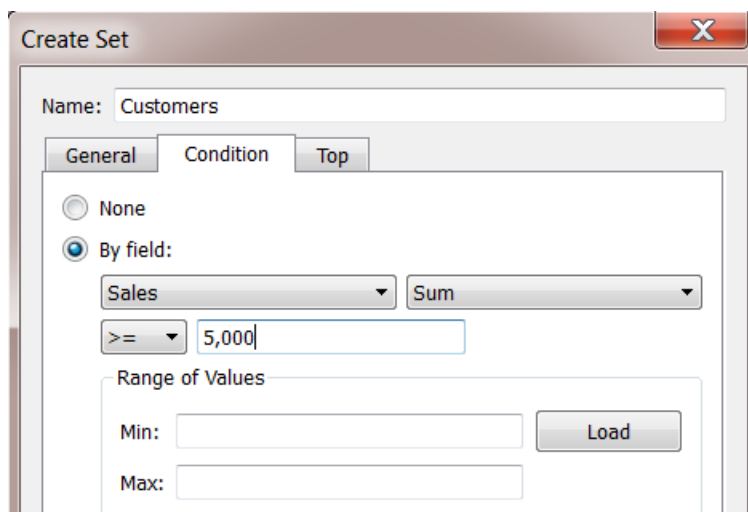 Create Set
Name: Customers
General Condition Top
None
By field:
Sales Sum
>= 5,000
Range of Values
Min: Load
Max: